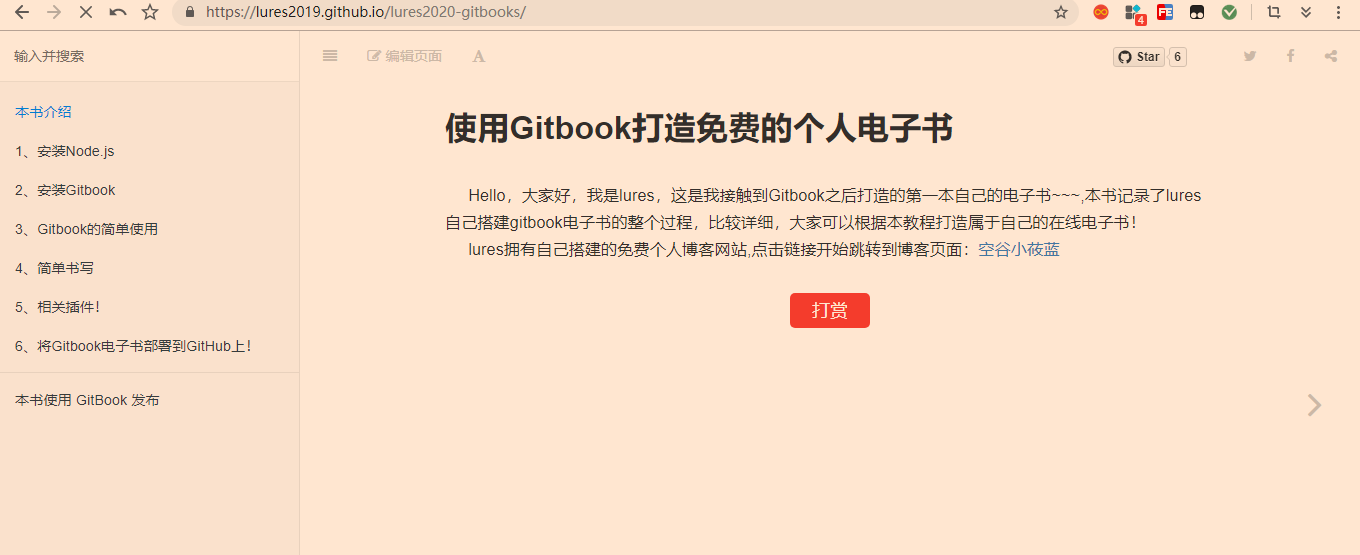 https://lures2019.github.io/lures2020-gitbooks/
4
FE
输入并搜索
编辑页面
A
Star
6
本书介绍
1、安装Node.js
2、安装Gitbook
3、Gitbook的简单使用
4、简单书写
5、相关插件！
6、将Gitbook电子书部署到GitHub上！
本书使用 GitBook 发布
使用Gitbook打造免费的个人电子书
Hello，大家好，我是lures，这是我接触到Gitbook之后打造的第一本自己的电子书~~~,本书记录了lures
自己搭建gitbook电子书的整个过程，比较详细，大家可以根据本教程打造属于自己的在线电子书！
lures拥有自己搭建的免费个人博客网站,点击链接开始跳转到博客页面：空谷小莜蓝
打赏